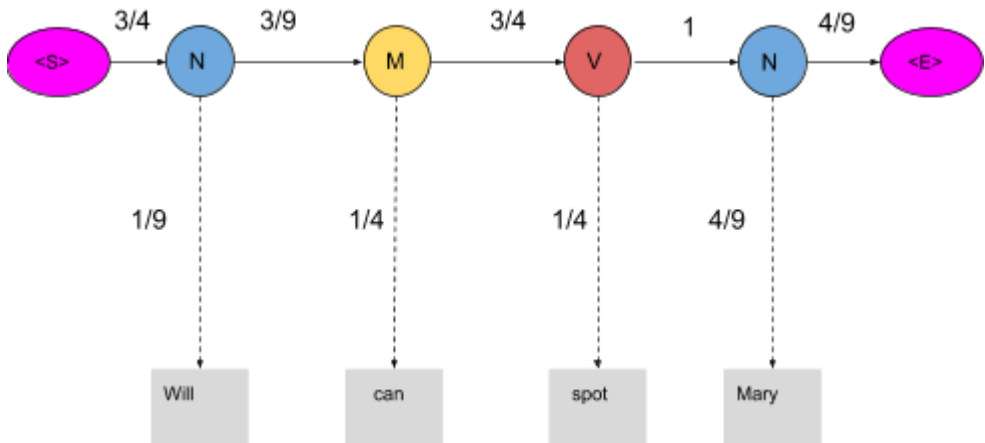 3/4 3/9 3/4 1 4/9
<S> N M V N <E>
1/9 1/4 1/4 4/9
Will can spot Mary